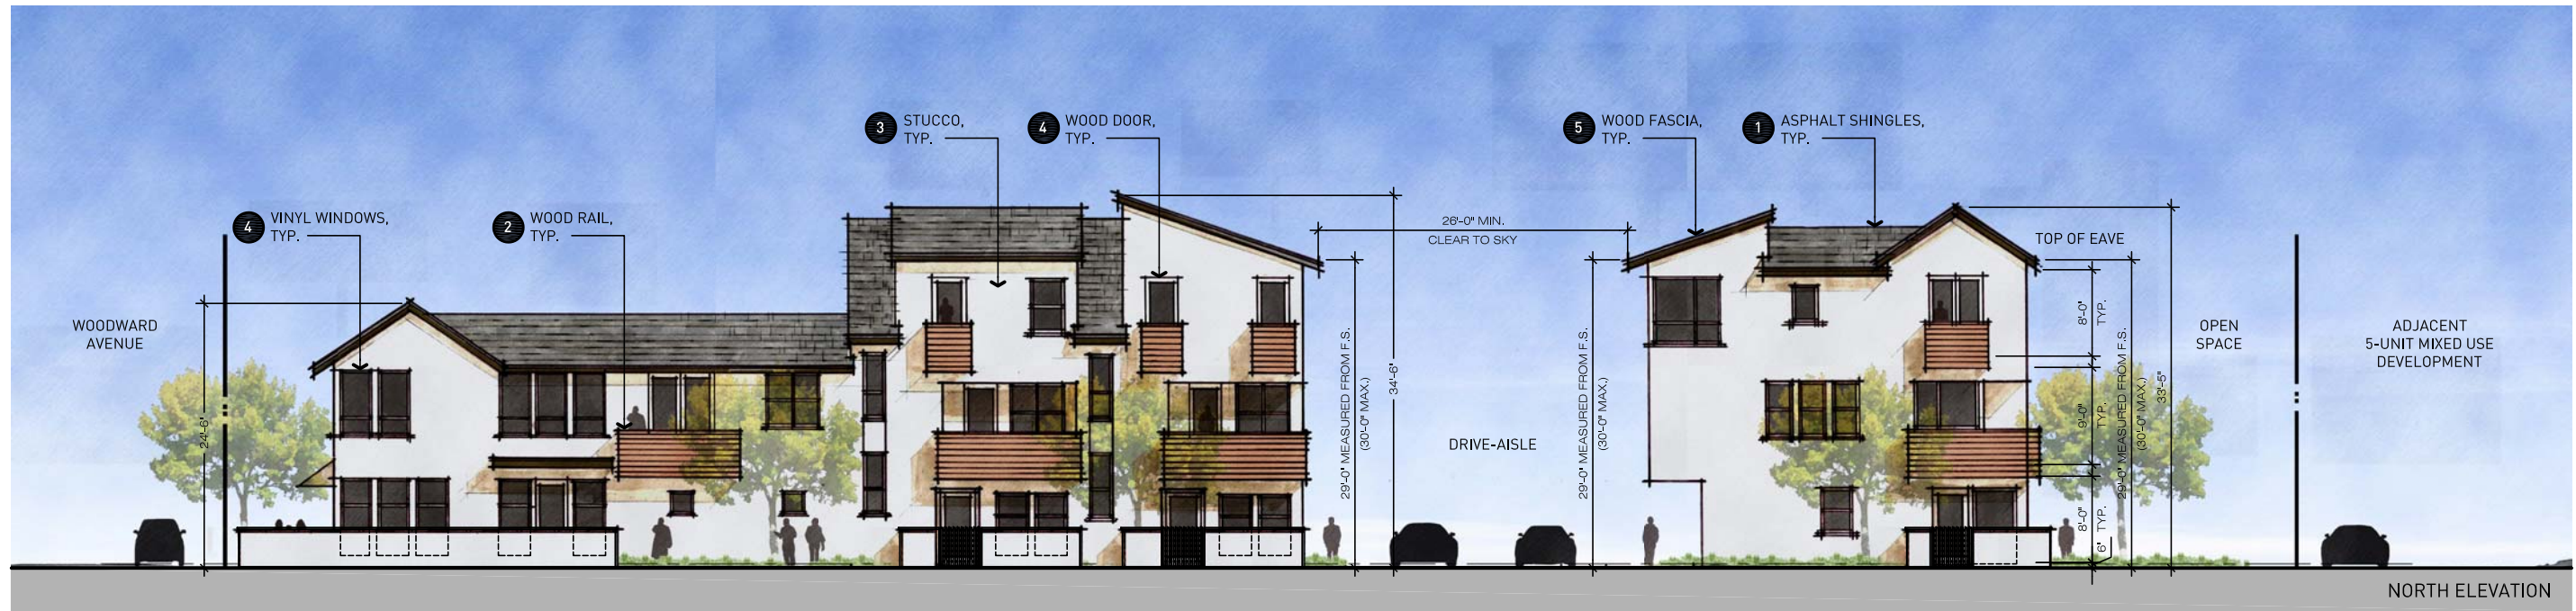 3 STUCCO,
TYP.
4 WOOD DOOR,
TYP.
5 WOOD FASCIA,
TYP.
1 ASPHALT SHINGLES,
TYP.
4 VINYL WINDOWS,
TYP.
2 WOOD RAIL,
TYP.
26'-0" MIN.
CLEAR TO SKY
TOP OF EAVE
WOODWARD
AVENUE
24'-6"
29'-0" MEASURED FROM F.S.
(30'-0" MAX.)
34'-6"
DRIVE-AISLE
29'-0" MEASURED FROM F.S.
(30'-0" MAX.)
8'-0"
TYP.
9'-0"
TYP.
8'-0"
TYP.
6"
29'-0" MEASURED FROM F.S.
(30'-0" MAX.)
33'-5"
OPEN
SPACE
ADJACENT
5-UNIT MIXED USE
DEVELOPMENT
NORTH ELEVATION